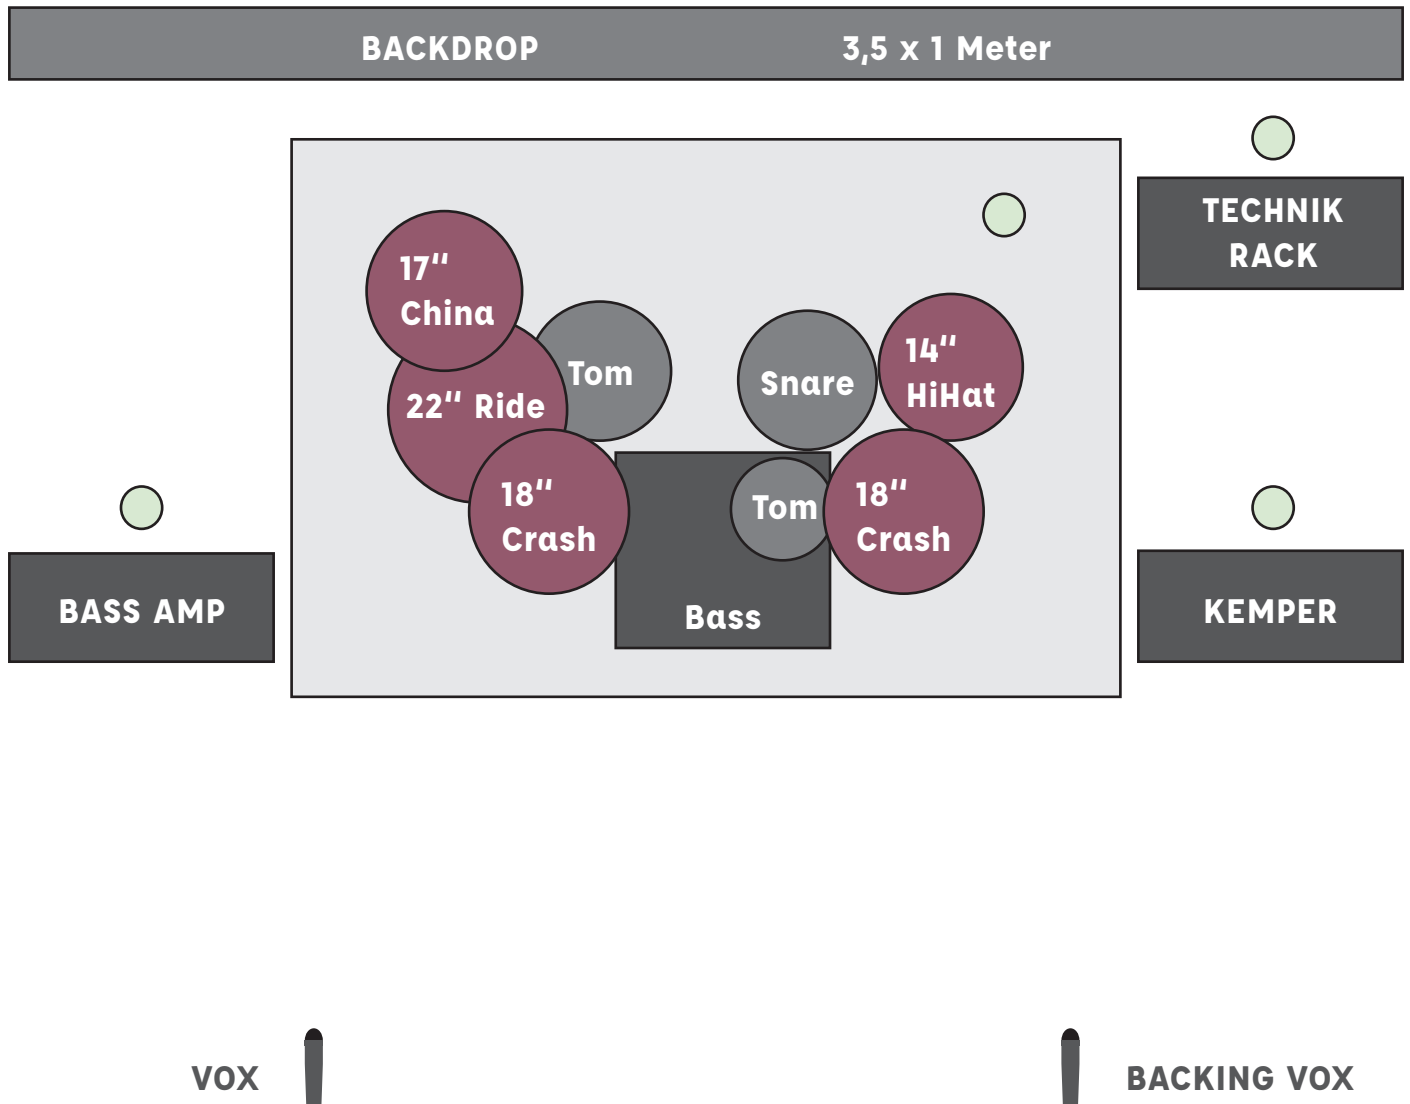 BACKDROP 3,5 x 1 Meter
TECHNIK
RACK
17“
China
Tom
Snare
14“
HiHat
22“ Ride
18“
Crash
Tom
18“
Crash
Bass
BASS AMP
KEMPER
VOX
BACKING VOX